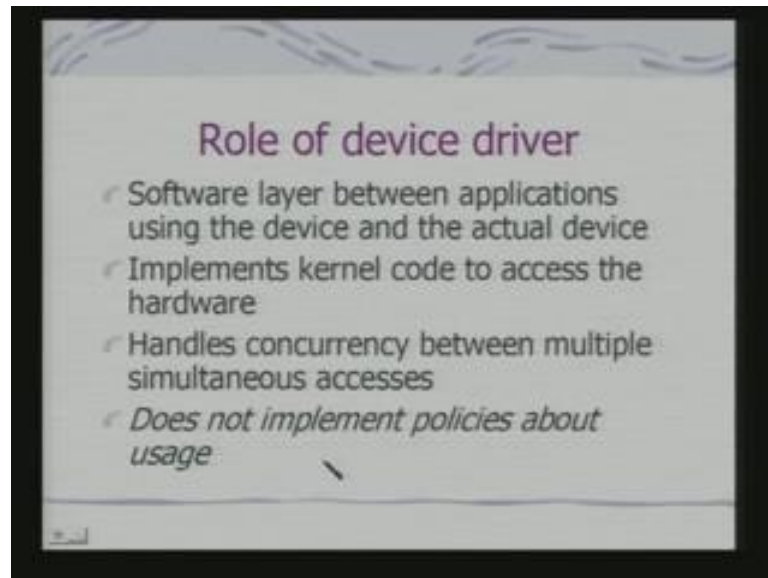 Role of device driver
Software layer between applications
using the device and the actual device
Implements kernel code to access the
hardware
Handles concurrency between multiple
simultaneous accesses
Does not implement policies about
usage